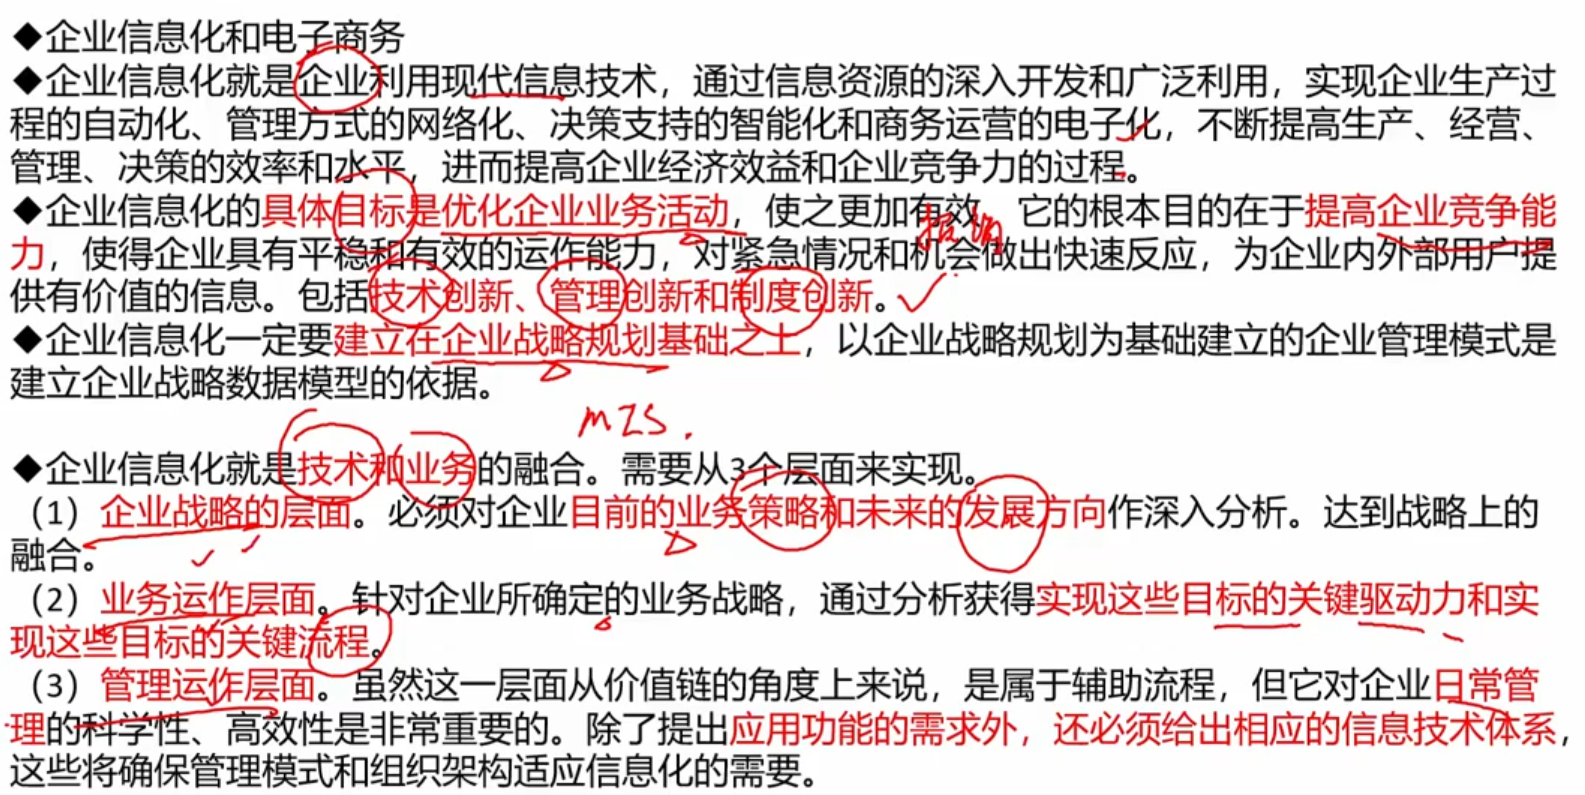 ◆企业信息化和电子商务
◆企业信息化就是企业利用现代信息技术，通过信息资源的深入开发和广泛利用，实现企业生产过
程的自动化、管理方式的网络化、决策支持的智能化和商务运营的电子化，不断提高生产、经营、
管理、决策的效率和水平，进而提高企业经济效益和企业竞争力的过程。
◆企业信息化的具体目标是优化企业业务活动，使之更加有效，它的根本目的在于提高企业竞争能
力，使得企业具有平稳和有效的运作能力，对紧急情况和机会做出快速反应，为企业内外部用户提
供有价值的信息。包括技术创新、管理创新和制度创新。
◆企业信息化一定要建立在企业战略规划基础之上，以企业战略规划为基础建立的企业管理模式是
建立企业战略数据模型的依据。
MZS.
◆企业信息化就是技术和业务的融合。需要从3个层面来实现。
（1）企业战略的层面。必须对企业目前的业务策略和未来的发展方向作深入分析。达到战略上的
融合。
（2）业务运作层面。针对企业所确定的业务战略，通过分析获得实现这些目标的关键驱动力和实
现这些目标的关键流程。
（3）管理运作层面。虽然这一层面从价值链的角度上来说，是属于辅助流程，但它对企业日常管
理的科学性、高效性是非常重要的。除了提出应用功能的需求外，还必须给出相应的信息技术体系，
这些将确保管理模式和组织架构适应信息化的需要。